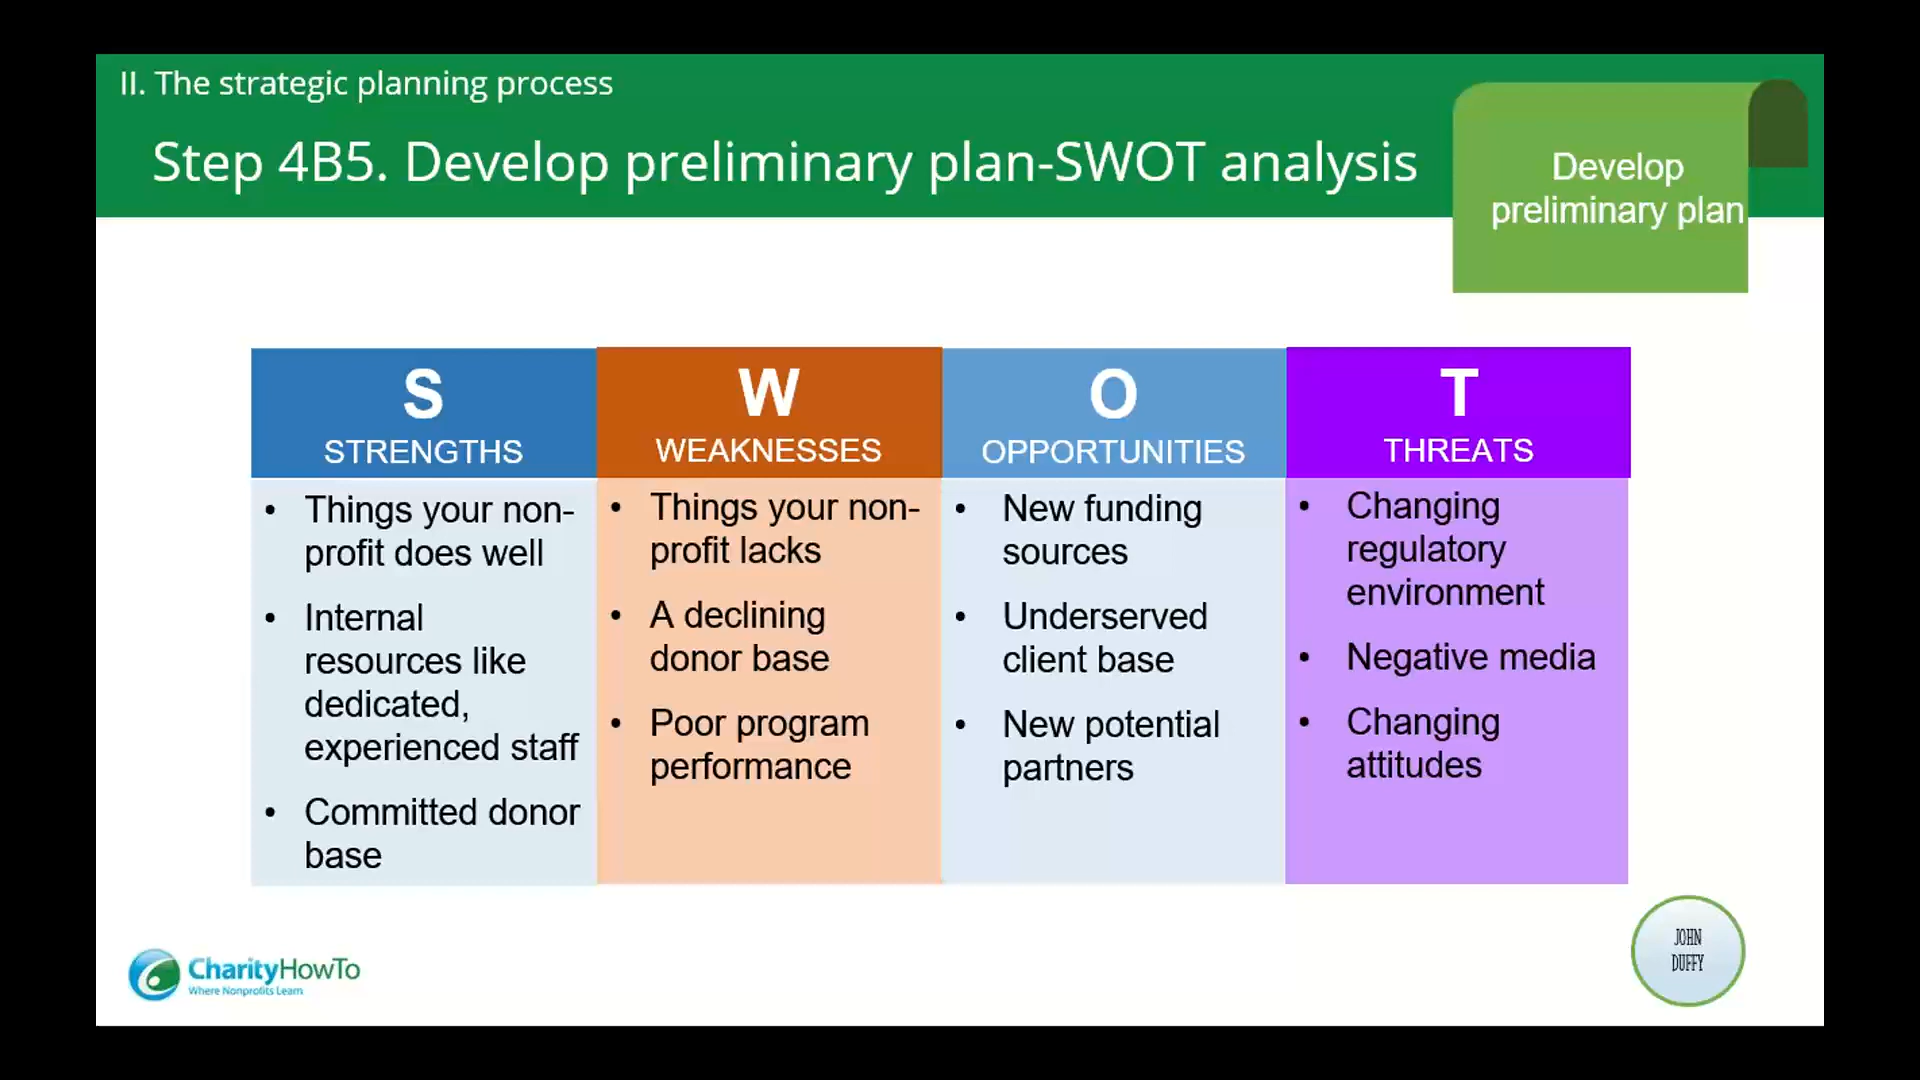 II. The strategic planning process
Step 4B5. Develop preliminary plan-SWOT analysis
Develop
preliminary plan
S
STRENGTHS
• Things your non-
profit does well
• Internal
resources like
dedicated,
experienced staff
• Committed donor
base
W
WEAKNESSES
• Things your non-
profit lacks
• A declining
donor base
• Poor program
performance
O
OPPORTUNITIES
• New funding
sources
• Underserved
client base
• New potential
partners
T
THREATS
• Changing
regulatory
environment
• Negative media
• Changing
attitudes
CharityHowTo
Where Nonprofits Learn
JOHN
DUFFY